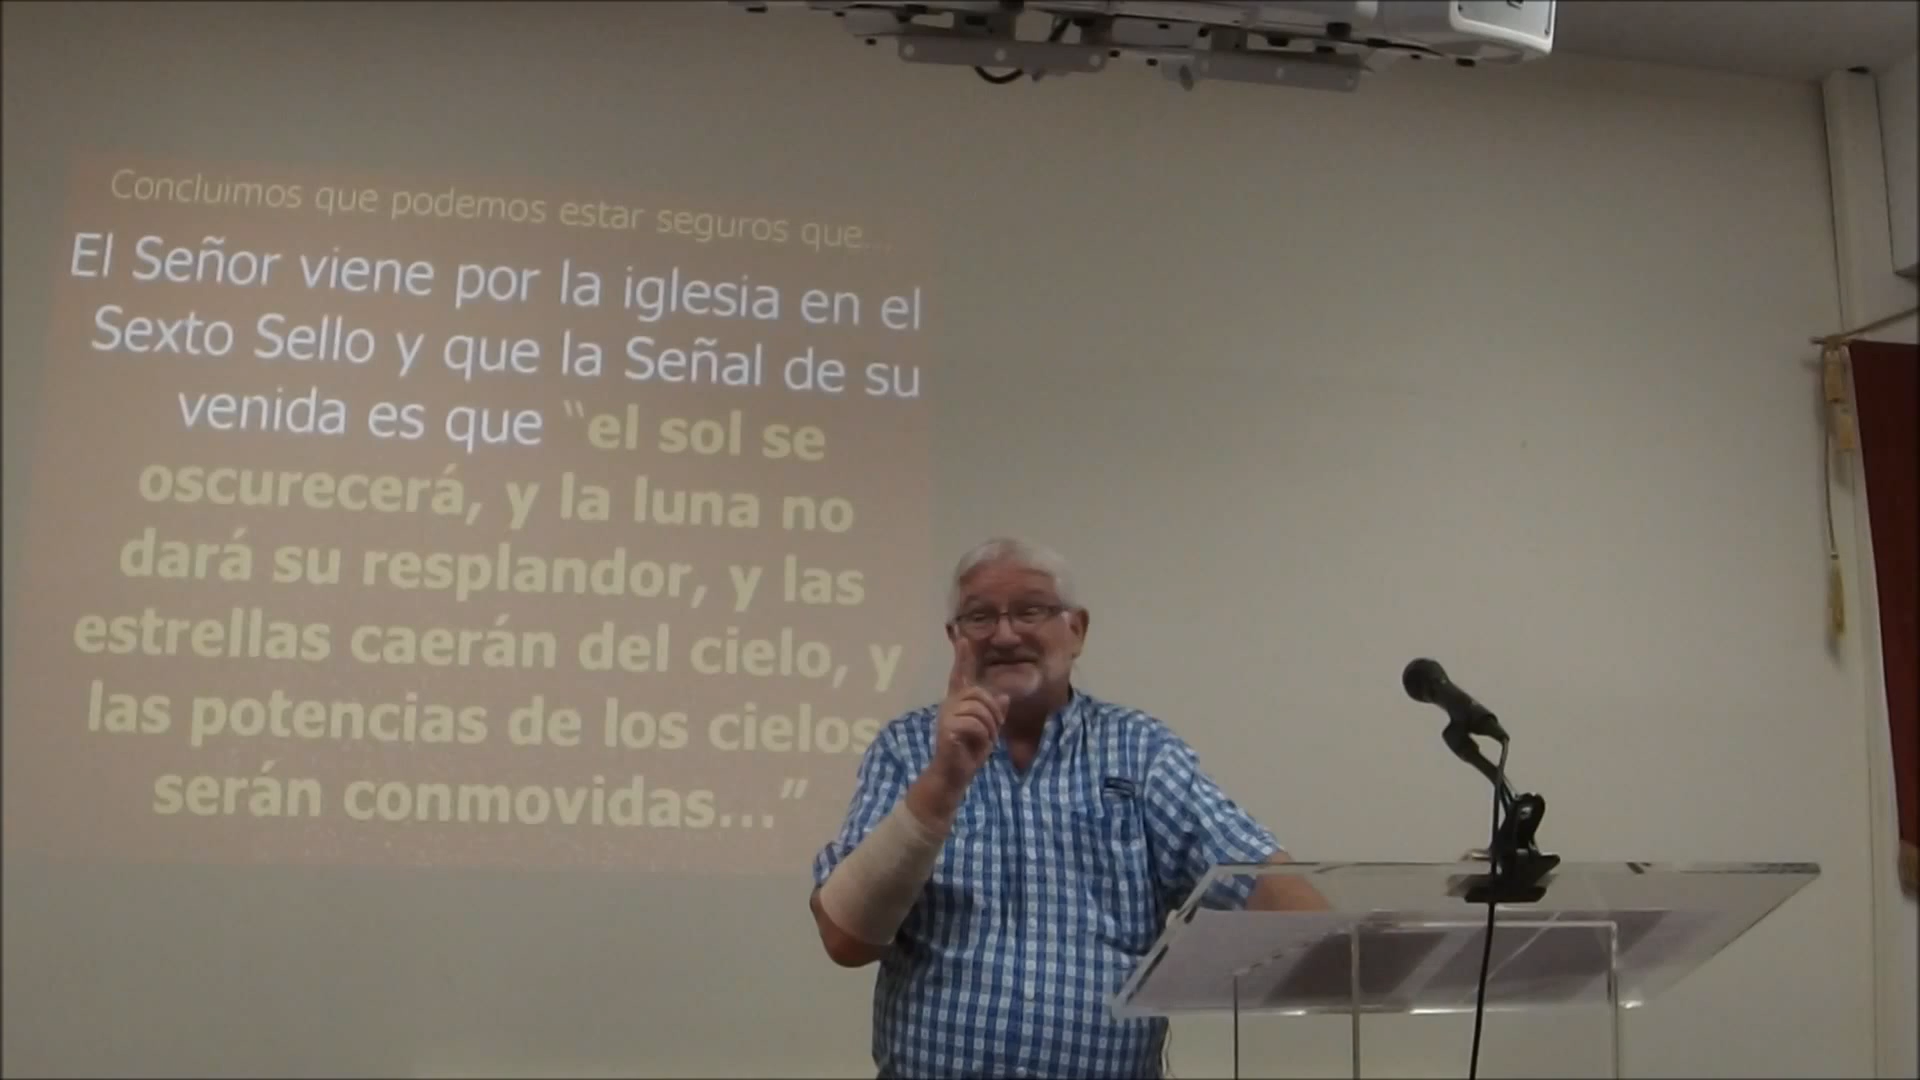 Concluimos que podemos estar seguros que...
El Señor viene por la iglesia en el
Sexto Sello y que la Señal de su
venida es que “el sol se
oscurecerá, y la luna no
dará su resplandor, y las
estrellas caerán del cielo, y
las potencias de los cielos
serán conmovidas...”